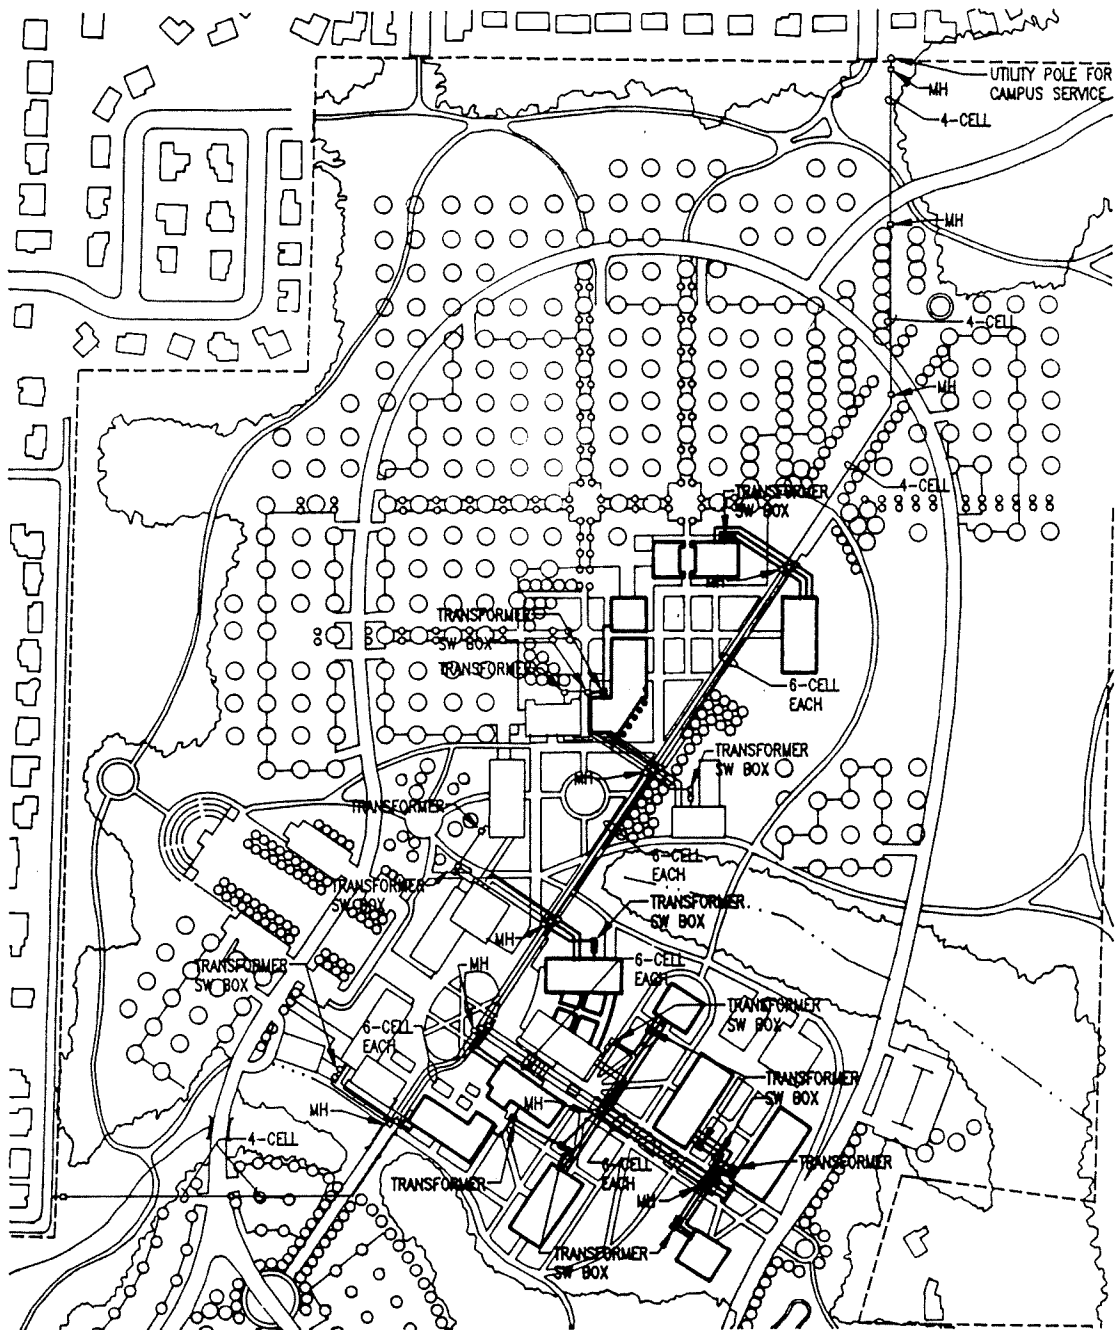 UTILITY POLE FOR
CAMPUS SERVICE
MH
4-CELL
MH
4-CELL
MH
4-CELL
TRANSFORMER
SW BOX
MH
TRANSFORMER
SW BOX
TRANSFORMER
6-CELL
EACH
TRANSFORMER
SW BOX
MH
TRANSFORMER
6-CELL
EACH
TRANSFORMER
SW BOX
TRANSFORMER
SW BOX
MH
MH
6-CELL
EACH
TRANSFORMER
SW BOX
TRANSFORMER
SW BOX
6-CELL
EACH
TRANSFORMER
SW BOX
MH
MH
4-CELL
6-CELL
EACH
TRANSFORMER
TRANSFORMER
MH
TRANSFORMER
SW BOX